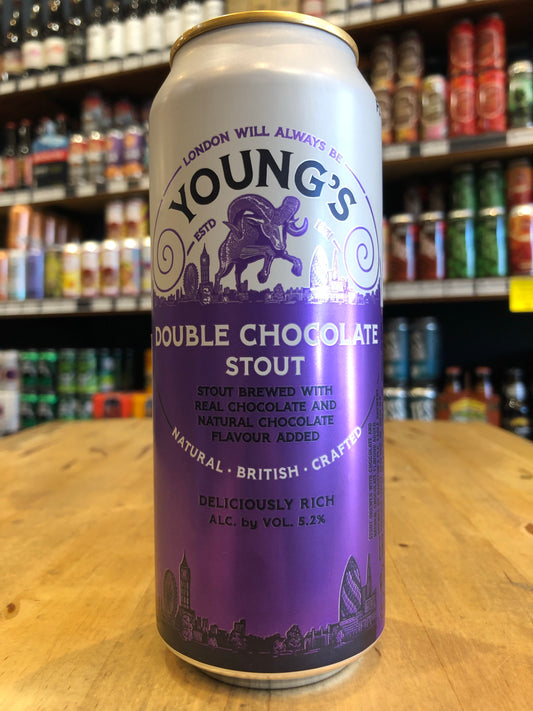 LONDON WILL ALWAYS BE
YOUNG'S
ESTD
DOUBLE CHOCOLATE
STOUT
STOUT BREWED WITH
REAL CHOCOLATE AND
NATURAL CHOCOLATE
FLAVOUR ADDED
NATURAL · BRITISH · CRAFTED
DELICIOUSLY RICH
ALC. by VOL. 5.2%